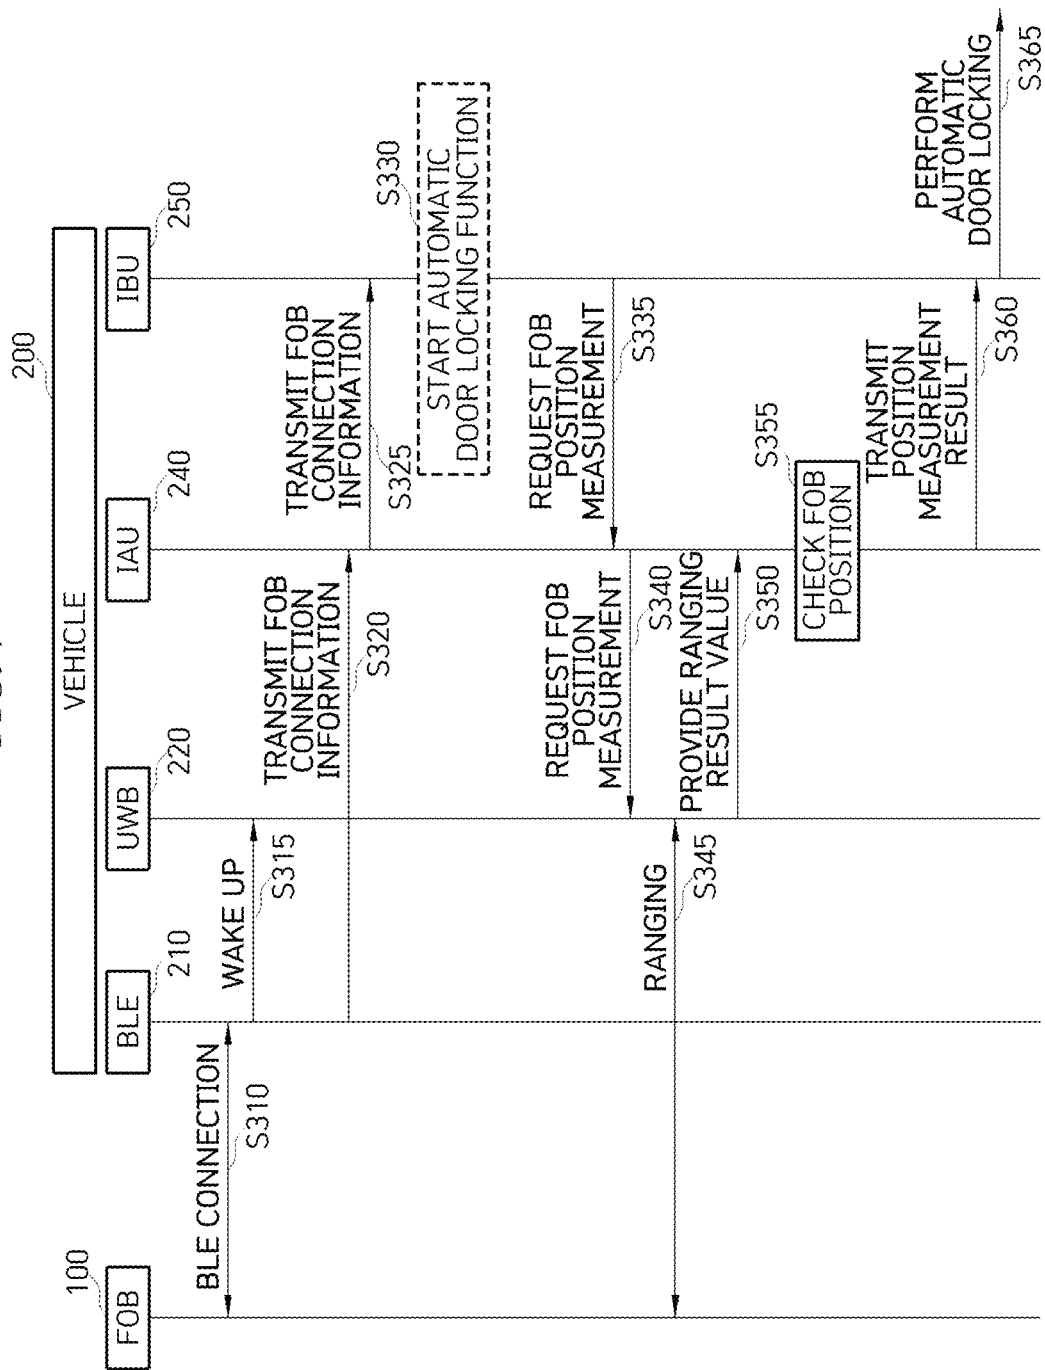 200
VEHICLE
100
FOB
210
BLE
220
UWB
240
IAU
250
IBU
BLE CONNECTION
S310
WAKE UP
S315
TRANSMIT FOB
CONNECTION
INFORMATION
S320
TRANSMIT FOB
CONNECTION
INFORMATION
S325
S330
START AUTOMATIC
DOOR LOCKING FUNCTION
REQUEST FOB
POSITION
MEASUREMENT
S335
REQUEST FOB
POSITION
MEASUREMENT
S340
RANGING
S345
PROVIDE RANGING
RESULT VALUE
S350
S355
CHECK FOB
POSITION
TRANSMIT
POSITION
MEASUREMENT
RESULT
S360
PERFORM
AUTOMATIC
DOOR LOCKING
S365